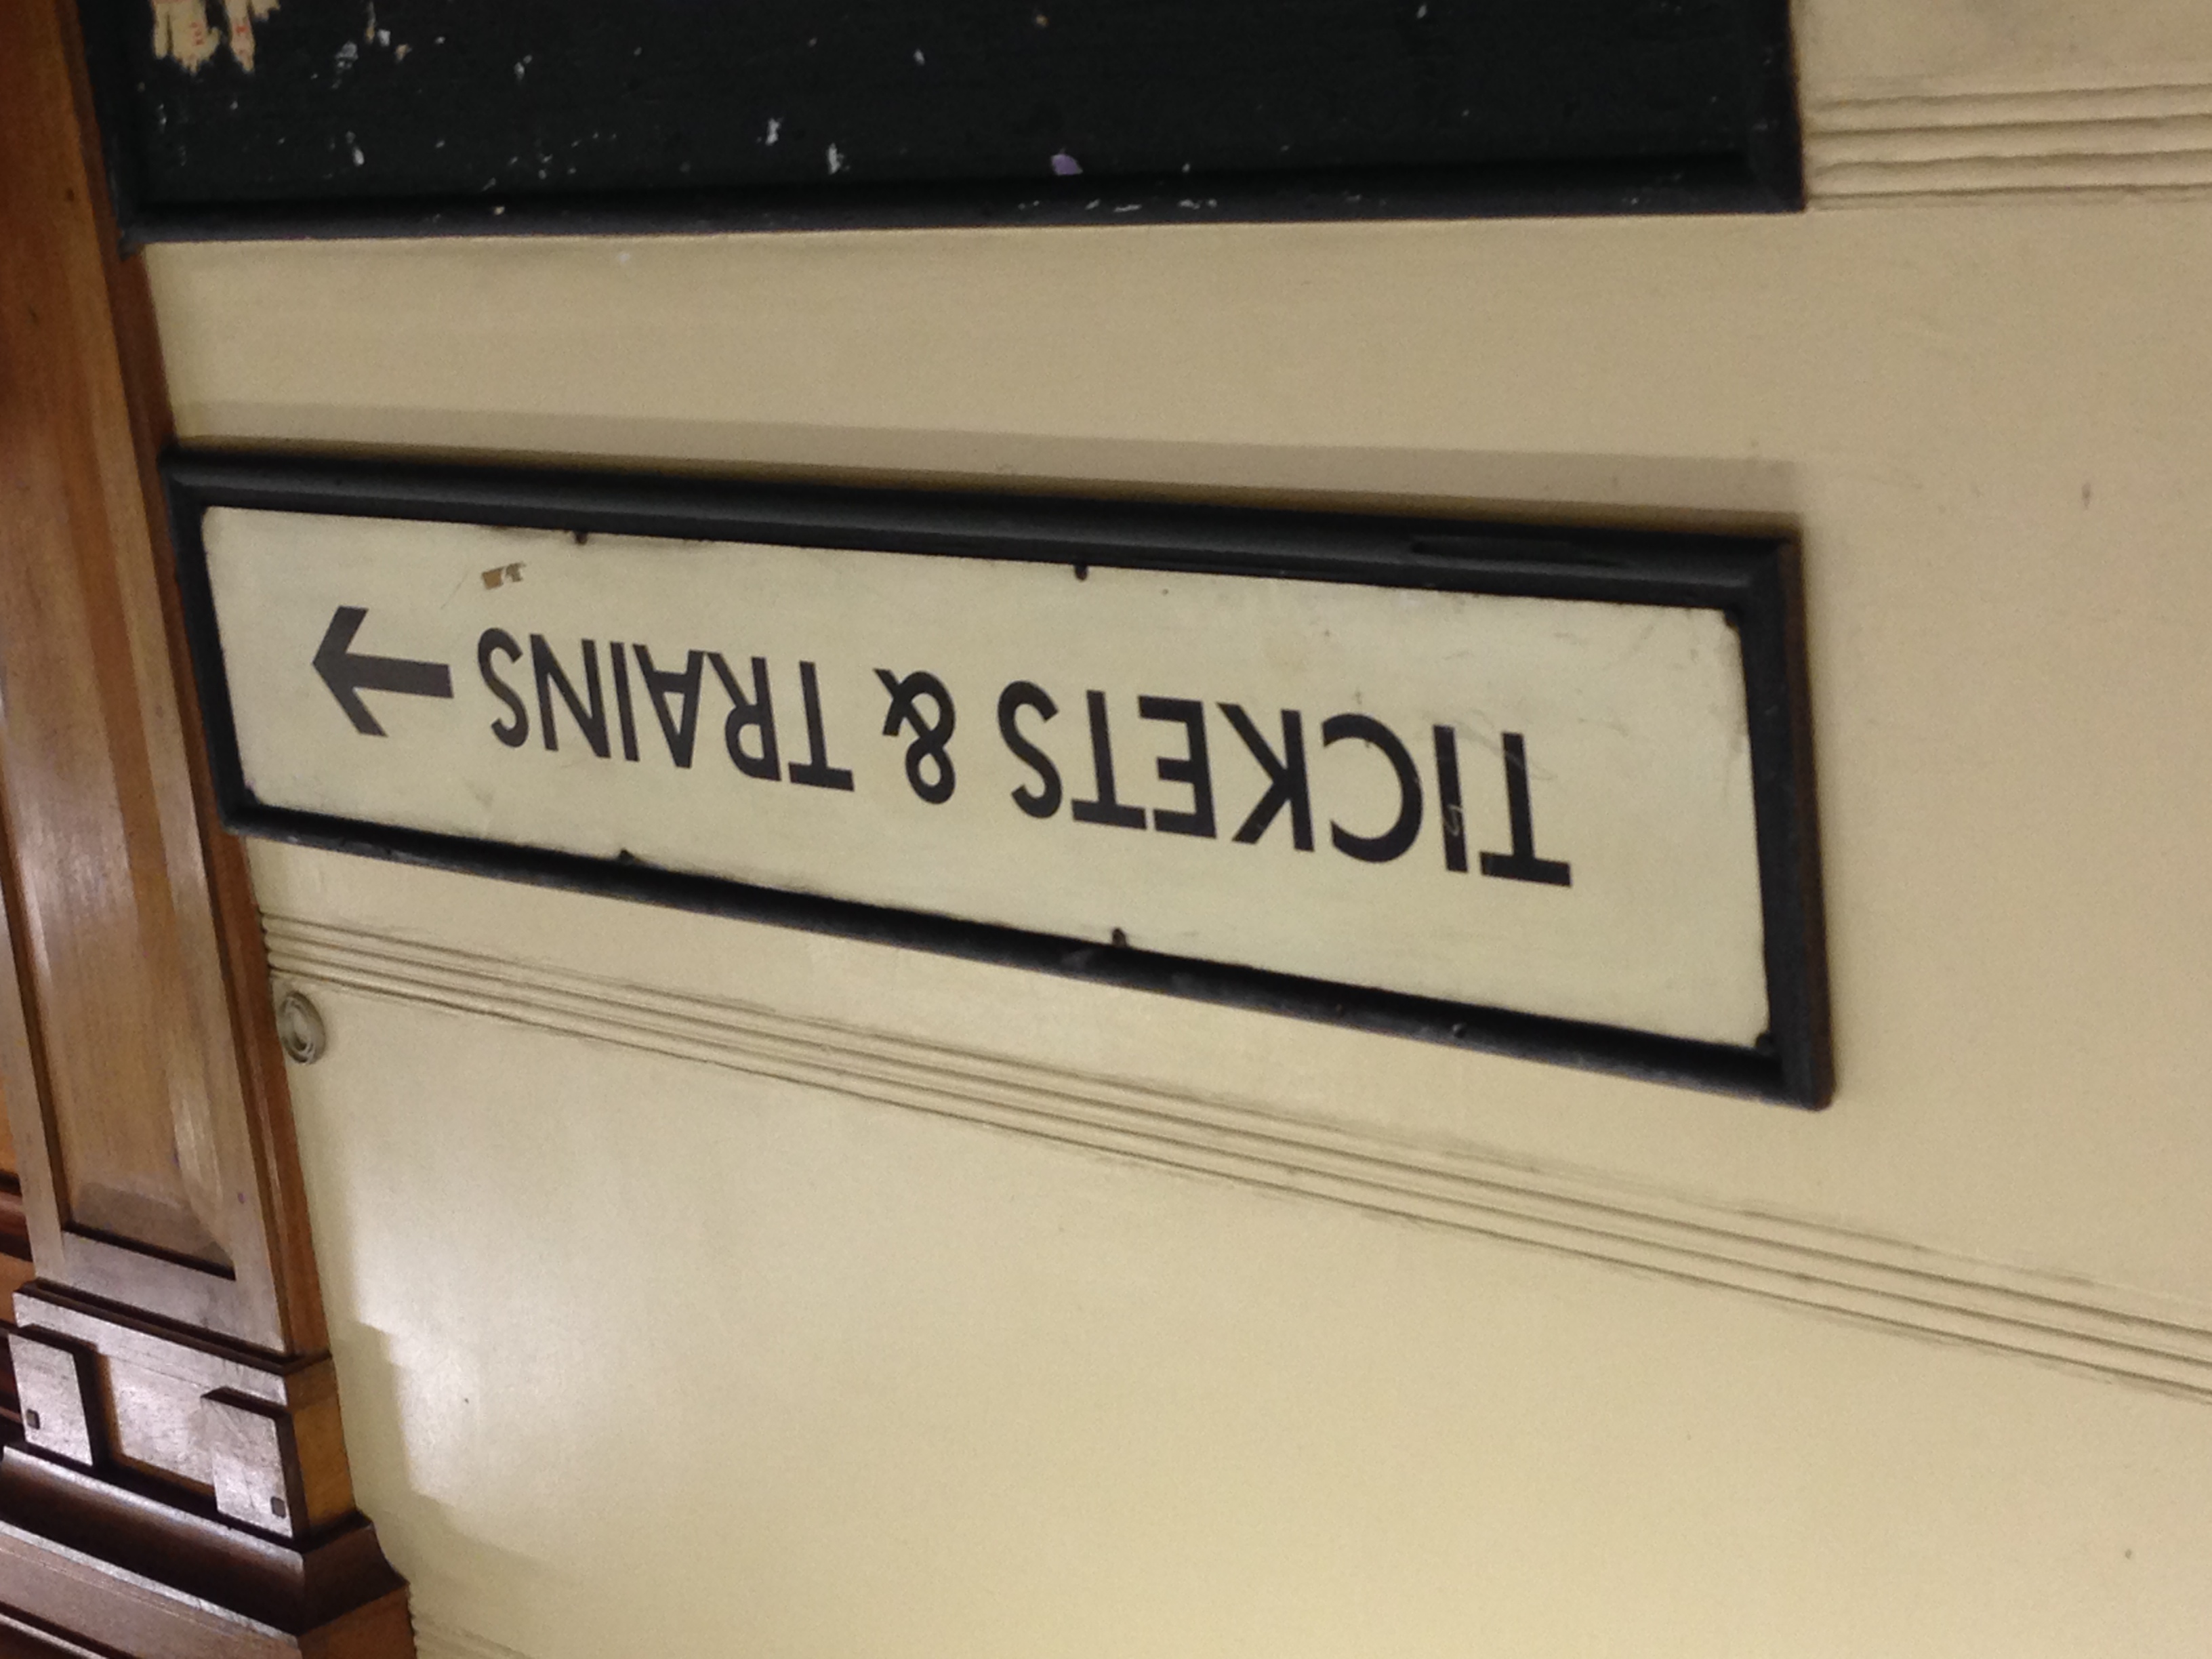 TICKETS & TRAINS →